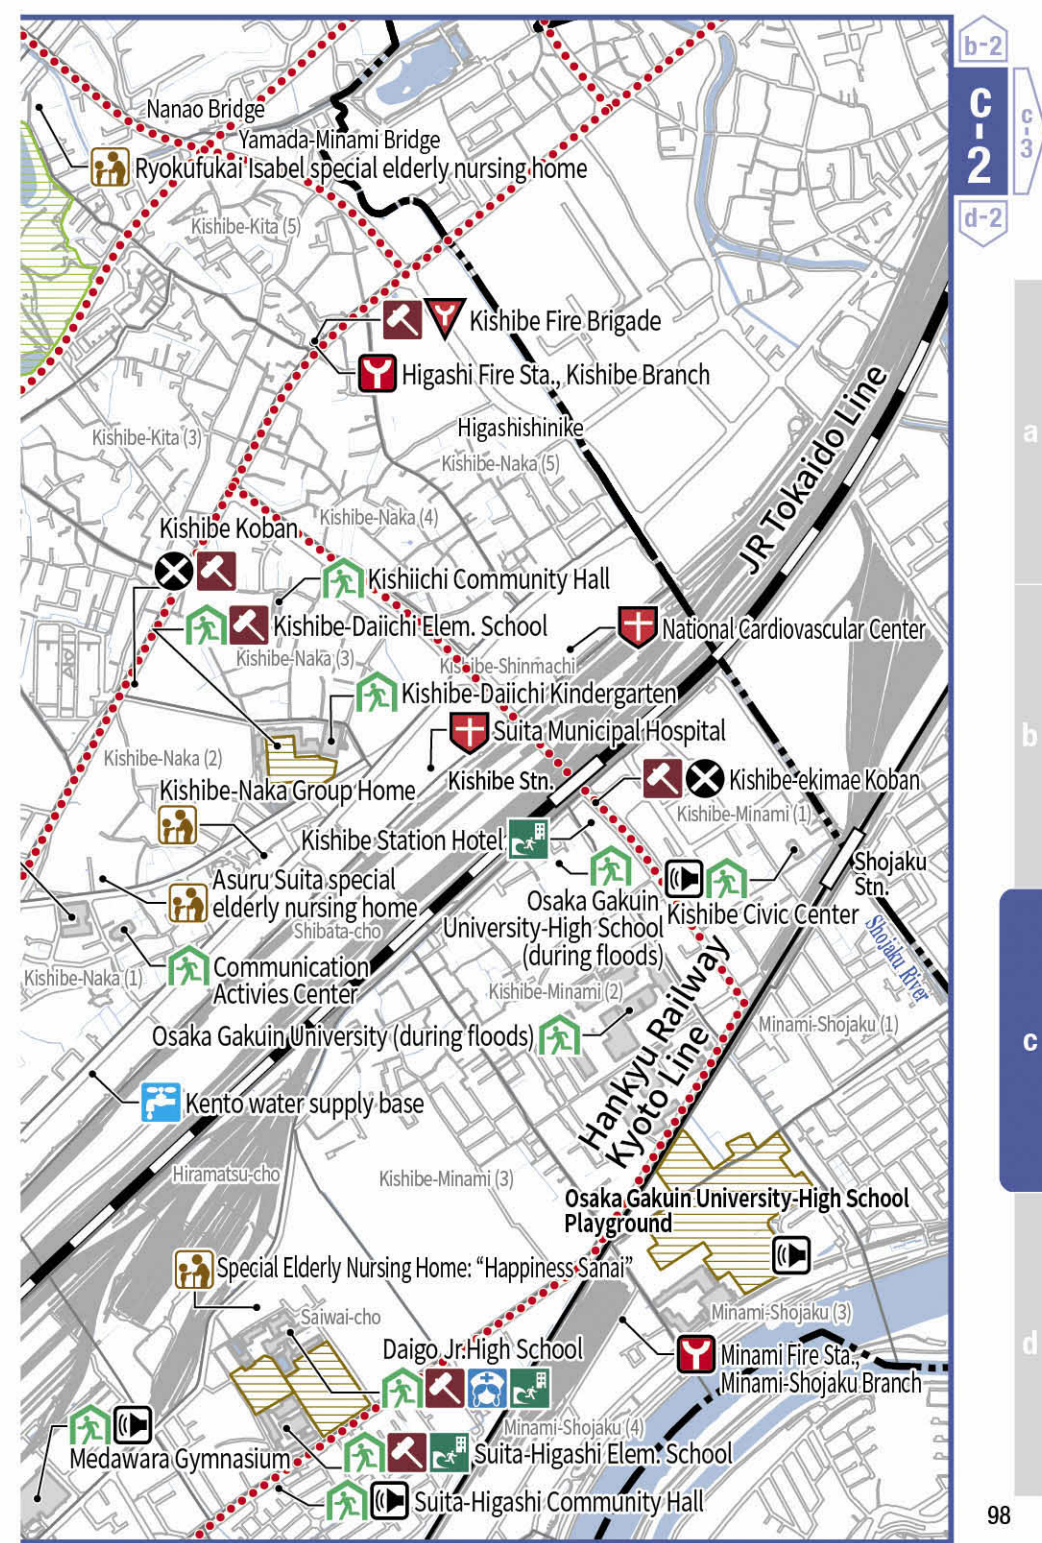 b-2
c-2
c-3
d-2
Nanao Bridge
Yamada-Minami Bridge
Ryokufukai Isabel special elderly nursing home
Kishibe-Kita (5)
Kishibe Fire Brigade
Higashi Fire Sta., Kishibe Branch
JR Tokaido Line
Higashishinike
Kishibe-Kita (3)
Kishibe-Naka (5)
a
Kishibe-Naka (4)
Kishibe Koban
Kishiichi Community Hall
Kishibe-Daiichi Elem. School
National Cardiovascular Center
Kishibe-Naka (3)
Kishibe-Shinmachi
Kishibe-Daiichi Kindergarten
Suita Municipal Hospital
b
Kishibe-Naka (2)
Kishibe Stn.
Kishibe-ekimae Koban
Kishibe-Naka Group Home
Kishibe-Minami (1)
Kishibe Station Hotel
Shojaku
Stn.
Asuru Suita special
elderly nursing home
Osaka Gakuin
University-High School
(during floods)
Kishibe Civic Center
Shibata-cho
Shojaku River
Kishibe-Naka (1)
Communication
Activies Center
Kishibe-Minami (2)
Hankyu Railway
Kyoto Line
Minami-Shojaku (1)
Osaka Gakuin University (during floods)
c
Kento water supply base
Hiramatsu-cho
Kishibe-Minami (3)
Osaka Gakuin University-High School
Playground
Special Elderly Nursing Home: “Happiness Sanai”
Saiwai-cho
Minami-Shojaku (3)
Daigo Jr.High School
Minami Fire Sta.,
Minami-Shojaku Branch
d
Minami-Shojaku (4)
Medawara Gymnasium
Suita-Higashi Elem. School
Suita-Higashi Community Hall
98